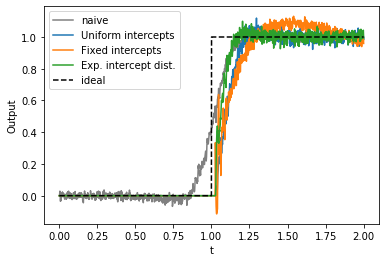 naive
Uniform intercepts
Fixed intercepts
Exp. intercept dist.
ideal
Output
1.0
0.8
0.6
0.4
0.2
0.0
0.00 0.25 0.50 0.75 1.00 1.25 1.50 1.75 2.00
t